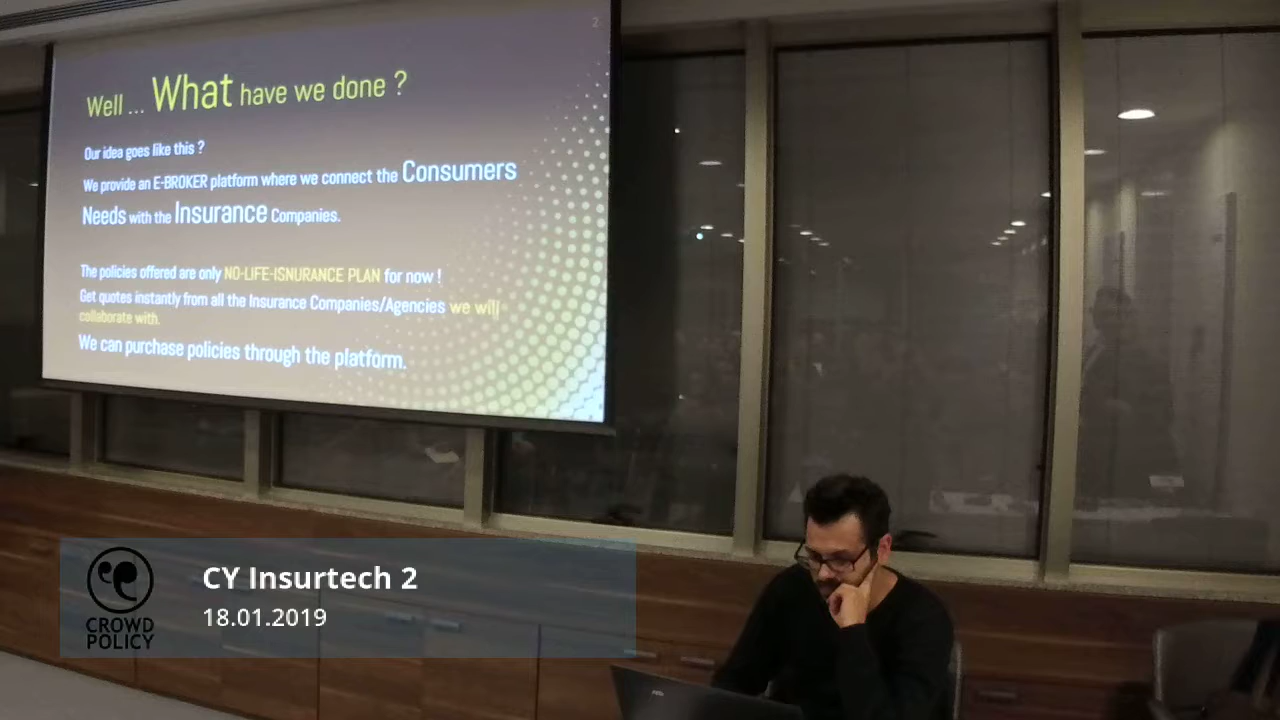 2
Well ... What have we done ?
Our idea goes like this ?
We provide an E-BROKER platform where we connect the Consumers
Needs with the Insurance Companies.
The policies offered are only NO-LIFE-ISNURANCE PLAN for now !
Get quotes instantly from all the Insurance Companies/Agencies we will
collaborate with.
We can purchase policies through the platform.
CY Insurtech 2
18.01.2019
CROWD
POLICY